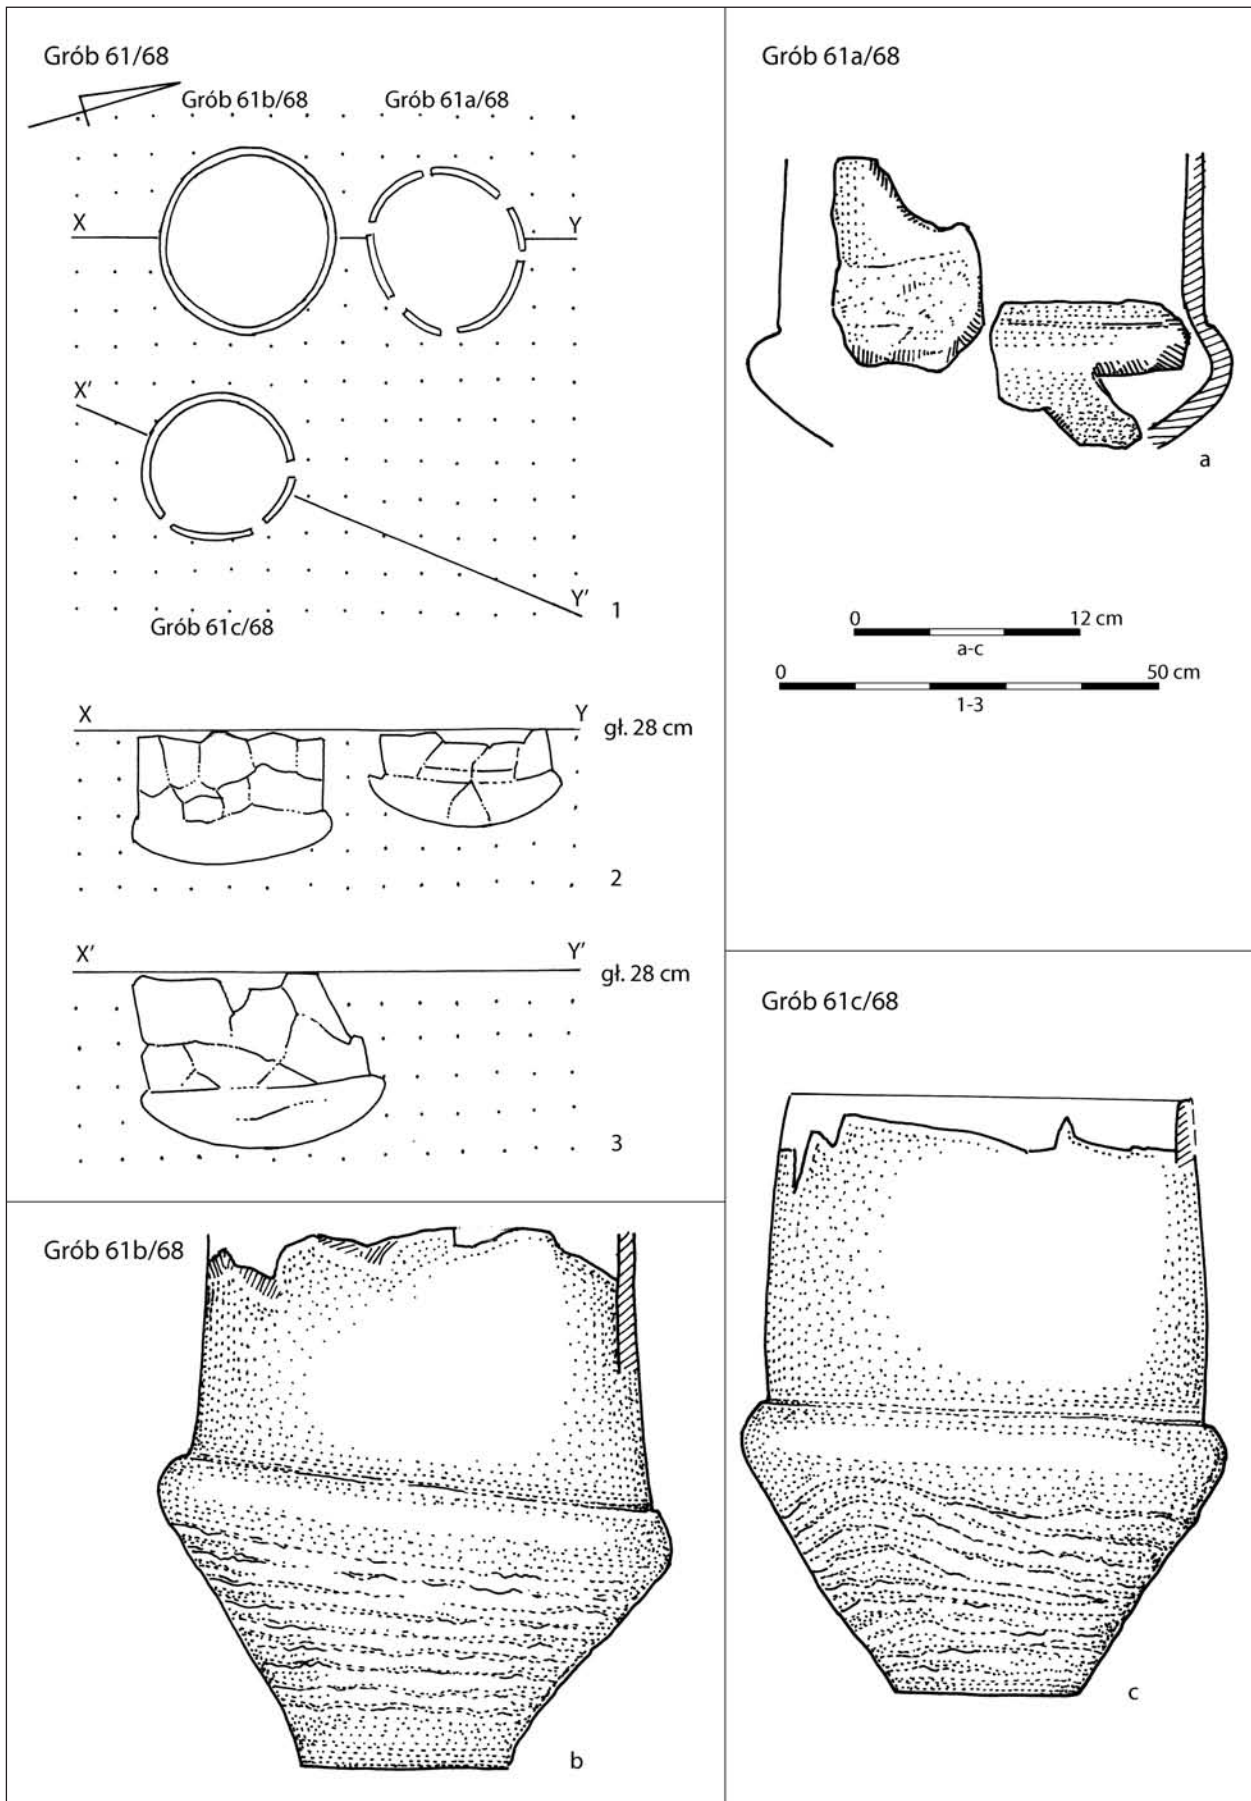 Grób 61/68
Grób 61b/68
Grób 61a/68
X
Y
X'
Y'
1
Grób 61c/68
X
Y
gł. 28 cm
2
X'
Y'
gł. 28 cm
3
Grób 61a/68
a
0 12 cm
a-c
0 50 cm
1-3
Grób 61b/68
b
Grób 61c/68
c